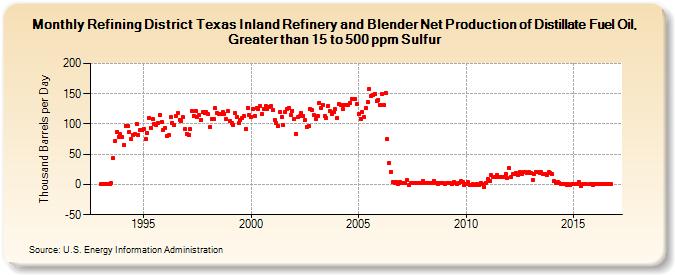 Monthly Refining District Texas Inland Refinery and Blender Net Production of Distillate Fuel Oil,
Greater than 15 to 500 ppm Sulfur
Thousand Barrels per Day
200
150
100
50
0
-50
1995
2000
2005
2010
2015
Source: U.S. Energy Information Administration